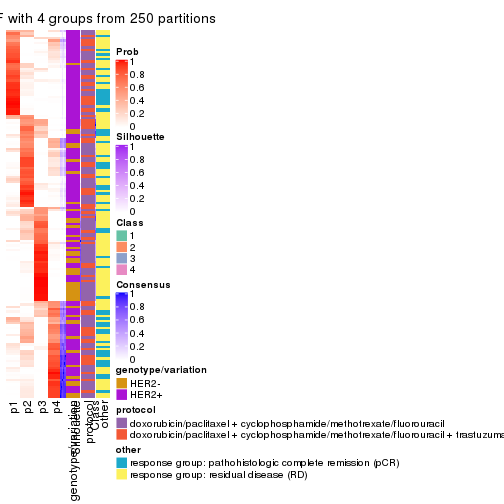 F with 4 groups from 250 partitions
Prob
1
0.8
0.6
0.4
0.2
0
Silhouette
1
0.8
0.6
0.4
0.2
0
Class
1
2
3
4
Consensus
1
0.8
0.6
0.4
0.2
0
genotype/variation
HER2-
HER2+
protocol
doxorubicin/paclitaxel + cyclophosphamide/methotrexate/fluorouracil
doxorubicin/paclitaxel + cyclophosphamide/methotrexate/fluorouracil + trastuzuma
other
response group: pathohistologic complete remission (pCR)
response group: residual disease (RD)
p1
p2
p3
p4
genotype/variation
protocol
Class
other